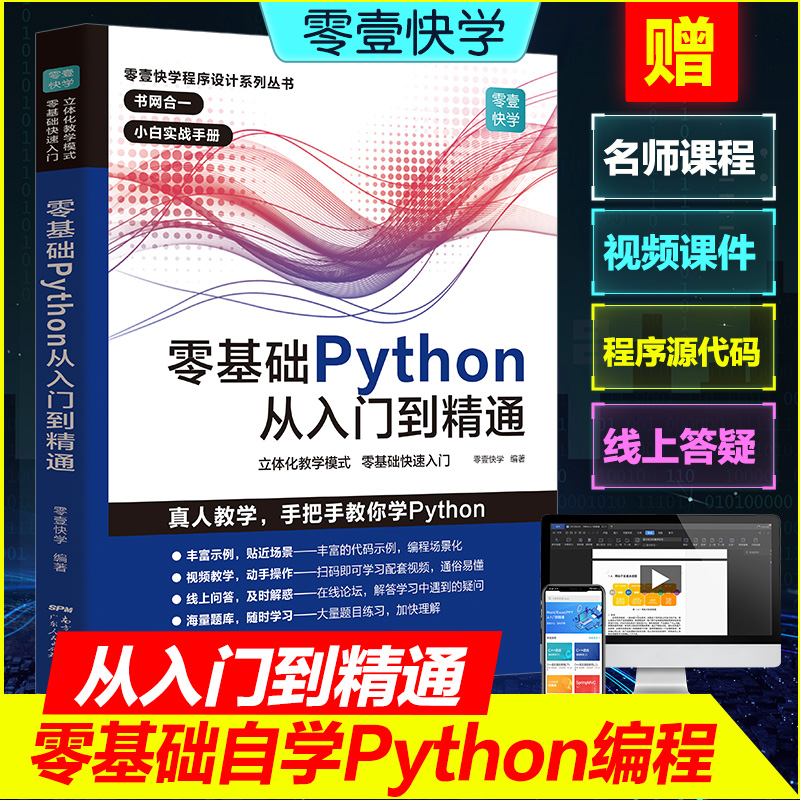 零壹快学
赠
名师课程
视频课件
程序源代码
线上答疑
零壹快学
立体化教学模式
零基础快速入门
零基础Python从入门到精通
零壹快学 编著
SPM
零壹快学程序设计系列丛书
书网合一
小白实战手册
零壹
快学
零基础Python
从入门到精通
立体化教学模式 零基础快速入门
零壹快学 编著
真人教学，手把手教你学Python
丰富示例，贴近场景——丰富的代码示例，编程场景化
视频教学，动手操作——扫码即可学习配套视频，通俗易懂
线上问答，及时解惑——在线论坛，解答学习中遇到的疑问
海量题库，随时学习——大量题目练习，加快理解
从入门到精通
零基础自学Python编程